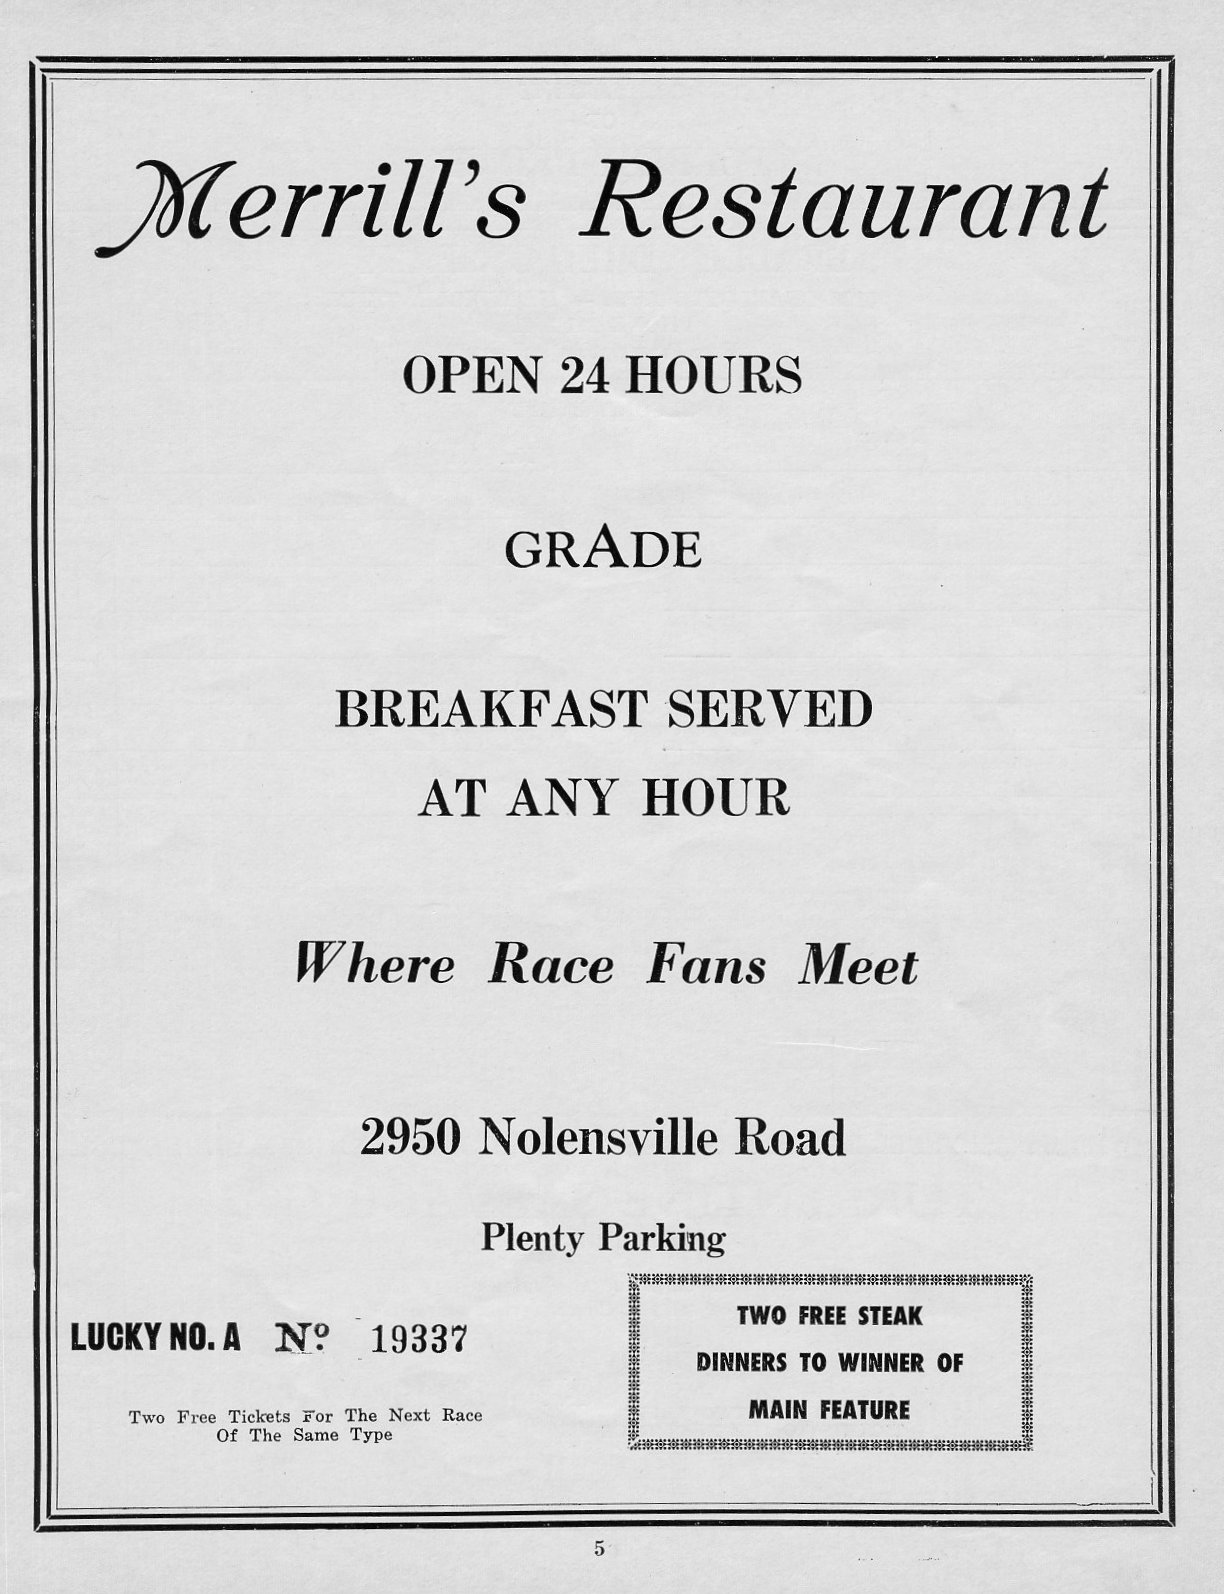 Merrill's Restaurant
OPEN 24 HOURS
GRADE
BREAKFAST SERVED
AT ANY HOUR
Where Race Fans Meet
2950 Nolensville Road
Plenty Parking
LUCKY NO. A Nº 19337
Two Free Tickets For The Next Race
Of The Same Type
TWO FREE STEAK
DINNERS TO WINNER OF
MAIN FEATURE
5